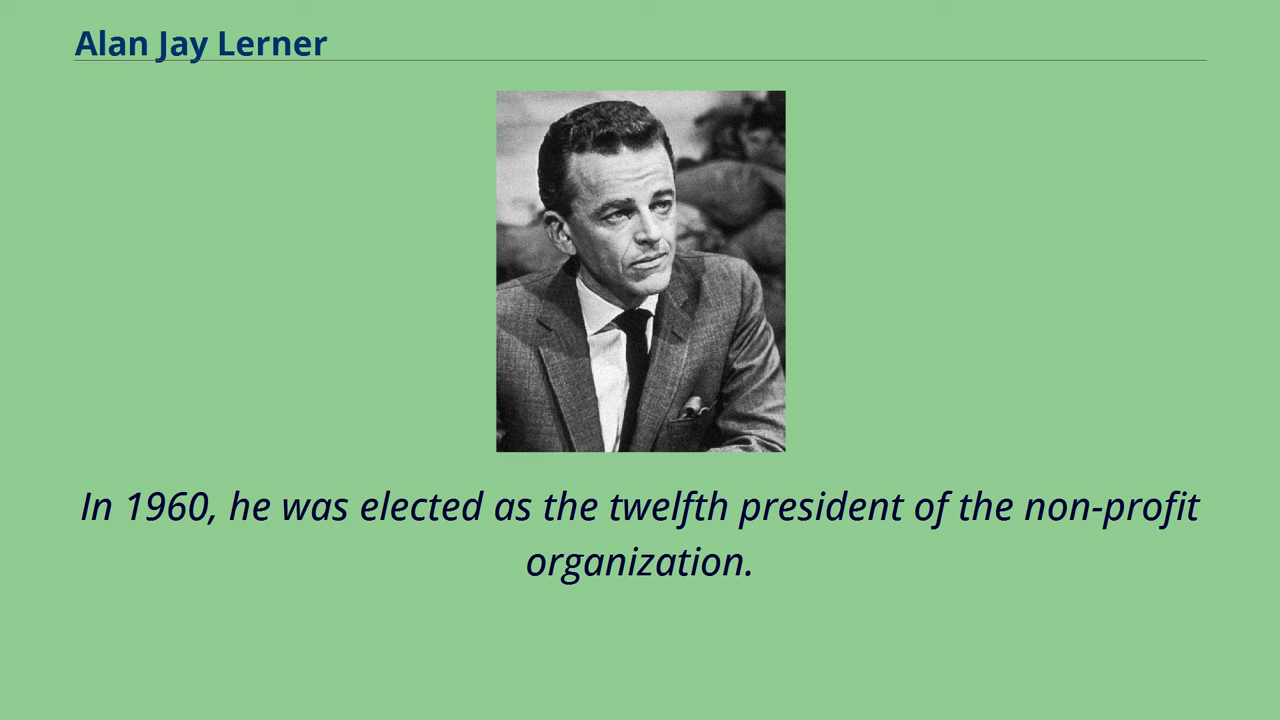 Alan Jay Lerner
In 1960, he was elected as the twelfth president of the non-profit
organization.